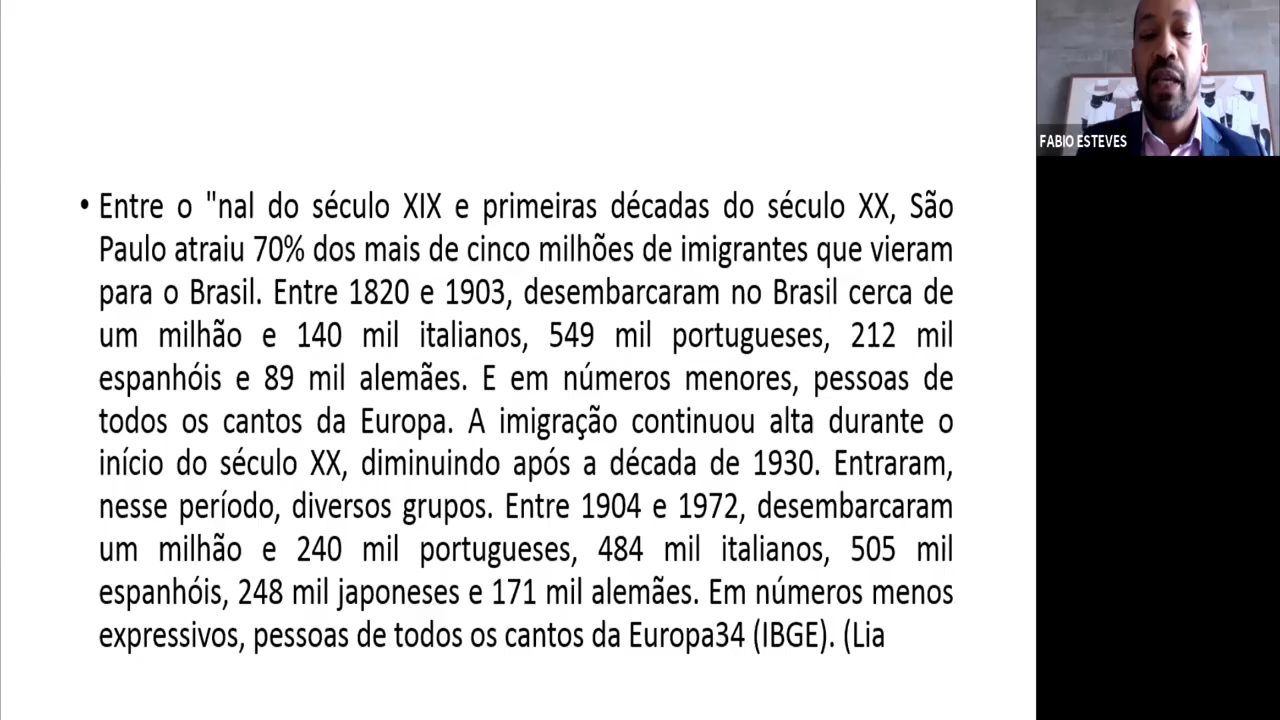 • Entre o "nal do século XIX e primeiras décadas do século XX, São
Paulo atraiu 70% dos mais de cinco milhões de imigrantes que vieram
para o Brasil. Entre 1820 e 1903, desembarcaram no Brasil cerca de
um milhão e 140 mil italianos, 549 mil portugueses, 212 mil
espanhóis e 89 mil alemães. E em números menores, pessoas de
todos os cantos da Europa. A imigração continuou alta durante o
início do século XX, diminuindo após a década de 1930. Entraram,
nesse período, diversos grupos. Entre 1904 e 1972, desembarcaram
um milhão e 240 mil portugueses, 484 mil italianos, 505 mil
espanhóis, 248 mil japoneses e 171 mil alemães. Em números menos
expressivos, pessoas de todos os cantos da Europa34 (IBGE). (Lia
FABIO ESTEVES